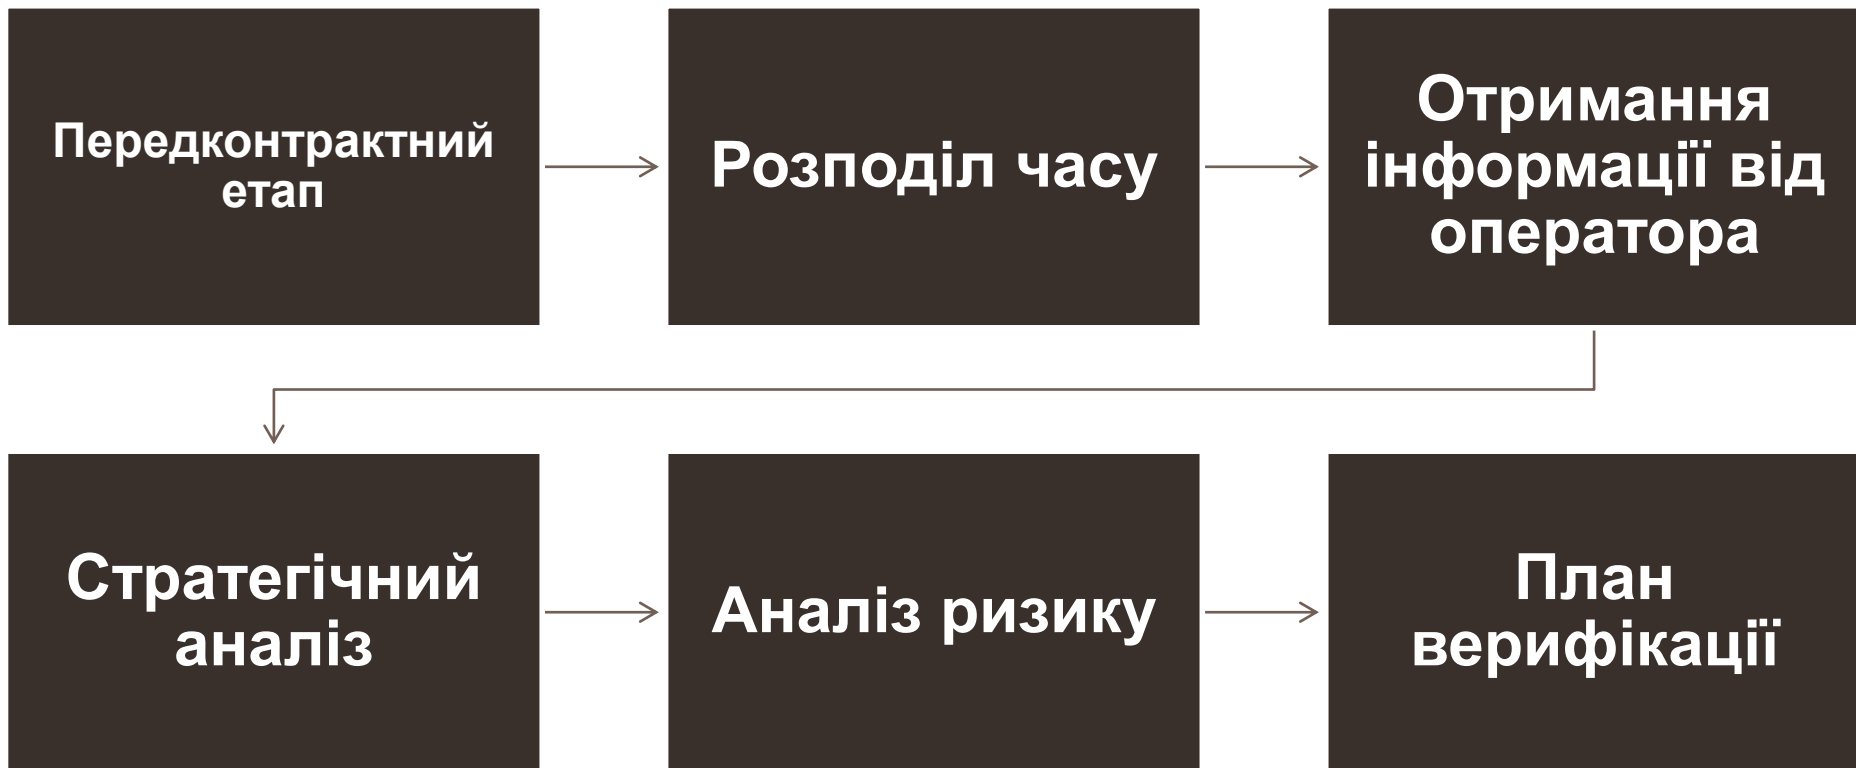 Передконтрактний
етап
Розподіл часу
Отримання
інформації від
оператора
Стратегічний
аналіз
Аналіз ризику
План
верифікації